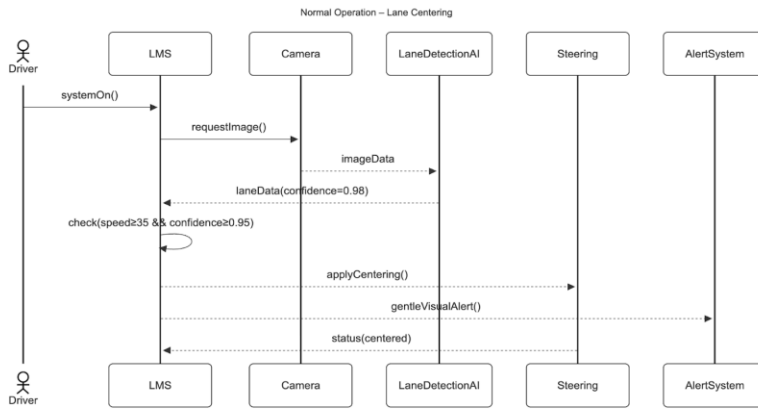 Normal Operation – Lane Centering
LMS
Camera
LaneDetectionAI
Steering
AlertSystem
Driver
systemOn()
requestImage()
imageData
laneData(confidence=0.98)
check(speed≥35 && confidence≥0.95)
applyCentering()
gentleVisualAlert()
status(centered)
LMS
Camera
LaneDetectionAI
Steering
AlertSystem
Driver